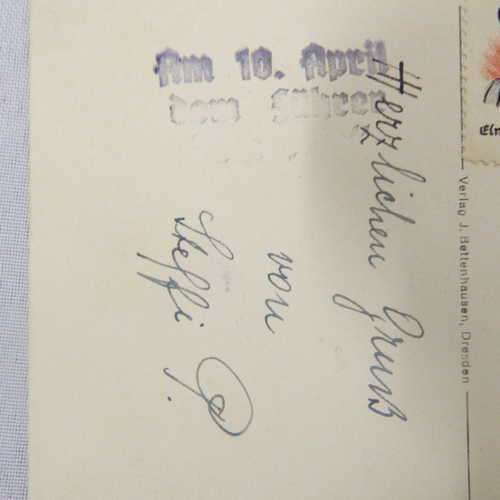 Am 10. April
dem Führer
Herzlichen Gruß
von
Steffi P.
Verlag J. Bettenhausen, Dresden